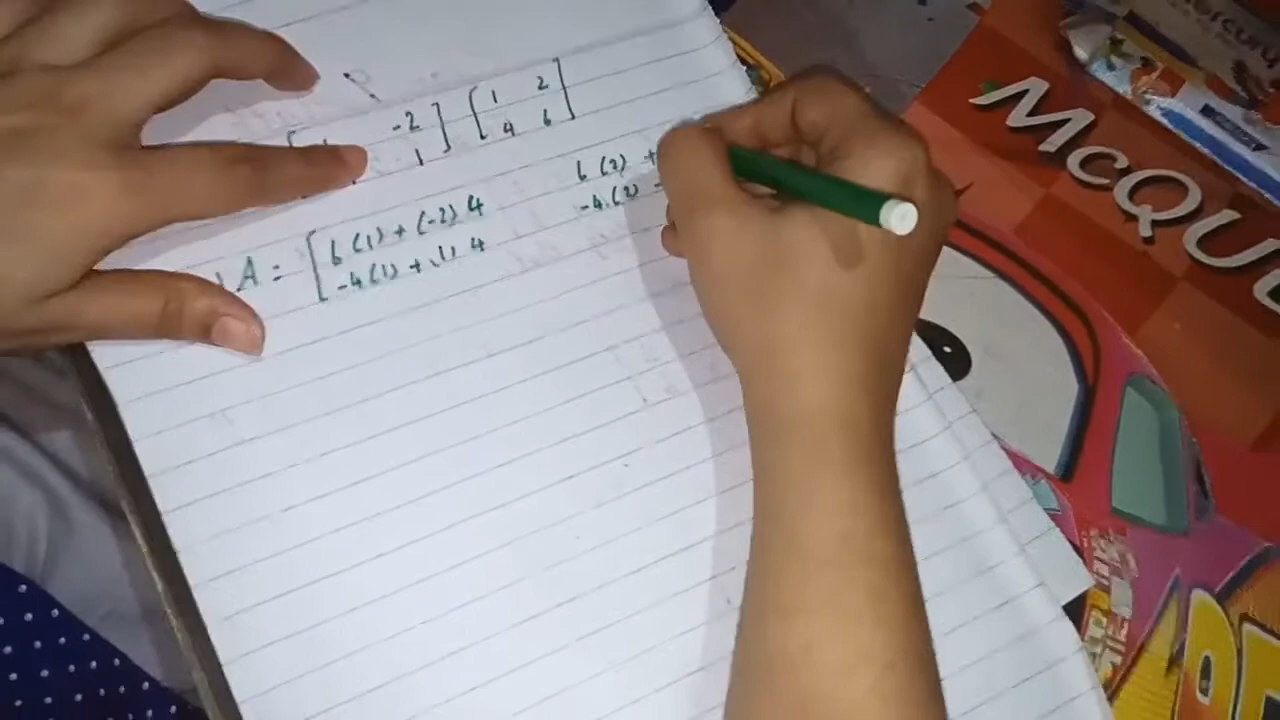 -2 ] [ 1 2 ]
1 ] [ 4 6 ]
A = [ 6(1) + (-2) 4 6(2) +
-4(1) + (1) 4 -4(2)
McQU